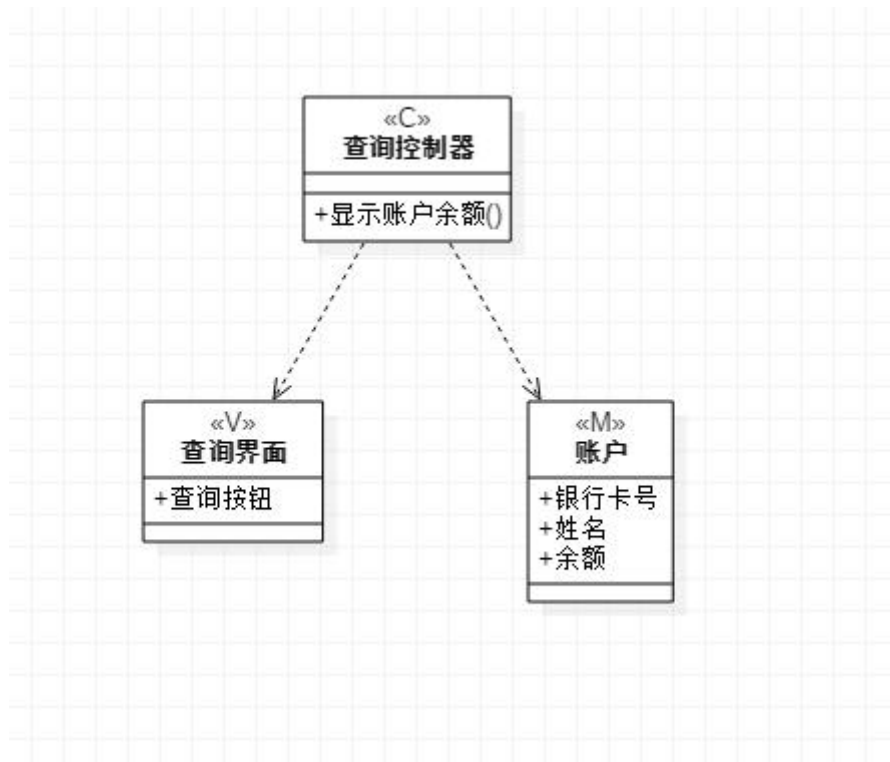 «C»
查询控制器
+显示账户余额()
«V»
查询界面
+查询按钮
«M»
账户
+银行卡号
+姓名
+余额